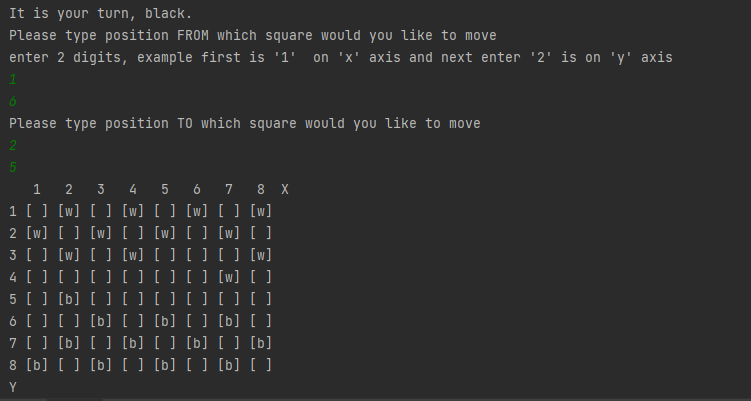 It is your turn, black.
Please type position FROM which square would you like to move
enter 2 digits, example first is '1'  on 'x' axis and next enter '2' is on 'y' axis
1
6
Please type position TO which square would you like to move
2
5
   1   2   3   4   5   6   7   8  X
1 [ ] [w] [ ] [w] [ ] [w] [ ] [w]
2 [w] [ ] [w] [ ] [w] [ ] [w] [ ]
3 [ ] [w] [ ] [w] [ ] [ ] [ ] [w]
4 [ ] [ ] [ ] [ ] [ ] [ ] [w] [ ]
5 [ ] [b] [ ] [ ] [ ] [ ] [ ] [ ]
6 [ ] [ ] [b] [ ] [b] [ ] [b] [ ]
7 [ ] [b] [ ] [b] [ ] [b] [ ] [b]
8 [b] [ ] [b] [ ] [b] [ ] [b] [ ]
Y